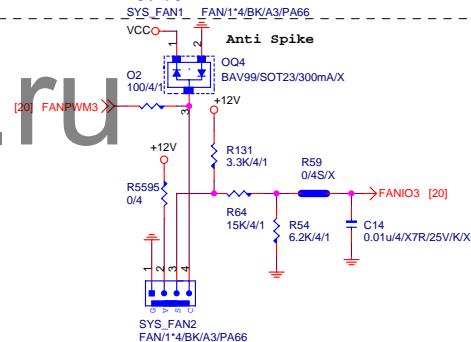 SYS_FAN1 FAN/1*4/BK/A3/PA66
VCC
1
2
Anti Spike
OQ4
BAV99/SOT23/300mA/X
O2
100/4/1
3
[20] FANPWM3
.ru
+12V
+12V
R131
3.3K/4/1
R59
0/4S/X
R5595
0/4
FANIO3 [20]
R64
15K/4/1
R54
6.2K/4/1
C14
0.01u/4/X7R/25V/K/X
1
2
3
4
G
V
S
C
SYS_FAN2
FAN/1*4/BK/A3/PA66